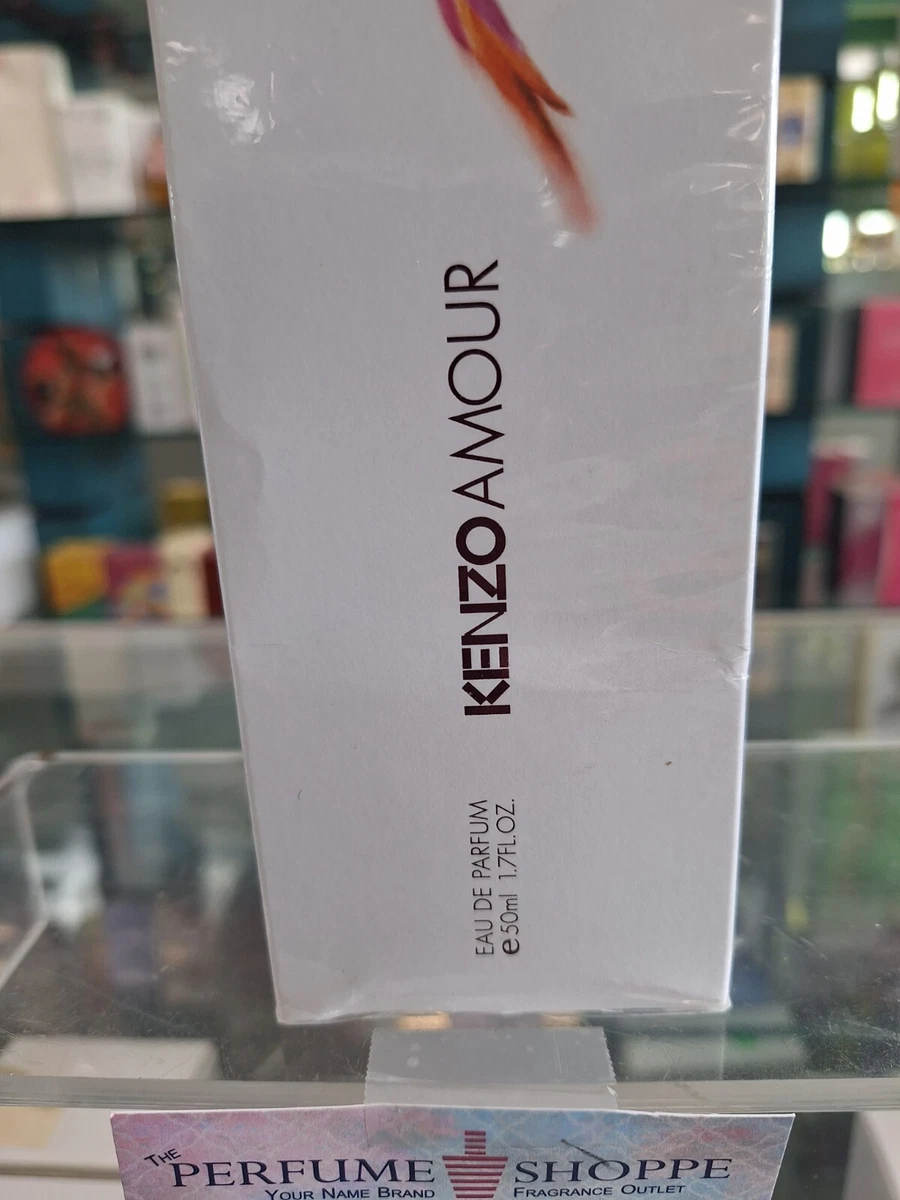 KENZOAMOUR
EAU DE PARFUM
e50ml 1.7FL.OZ.
THE PERFUME SHOPPE
YOUR NAME BRAND FRAGRANCE OUTLET